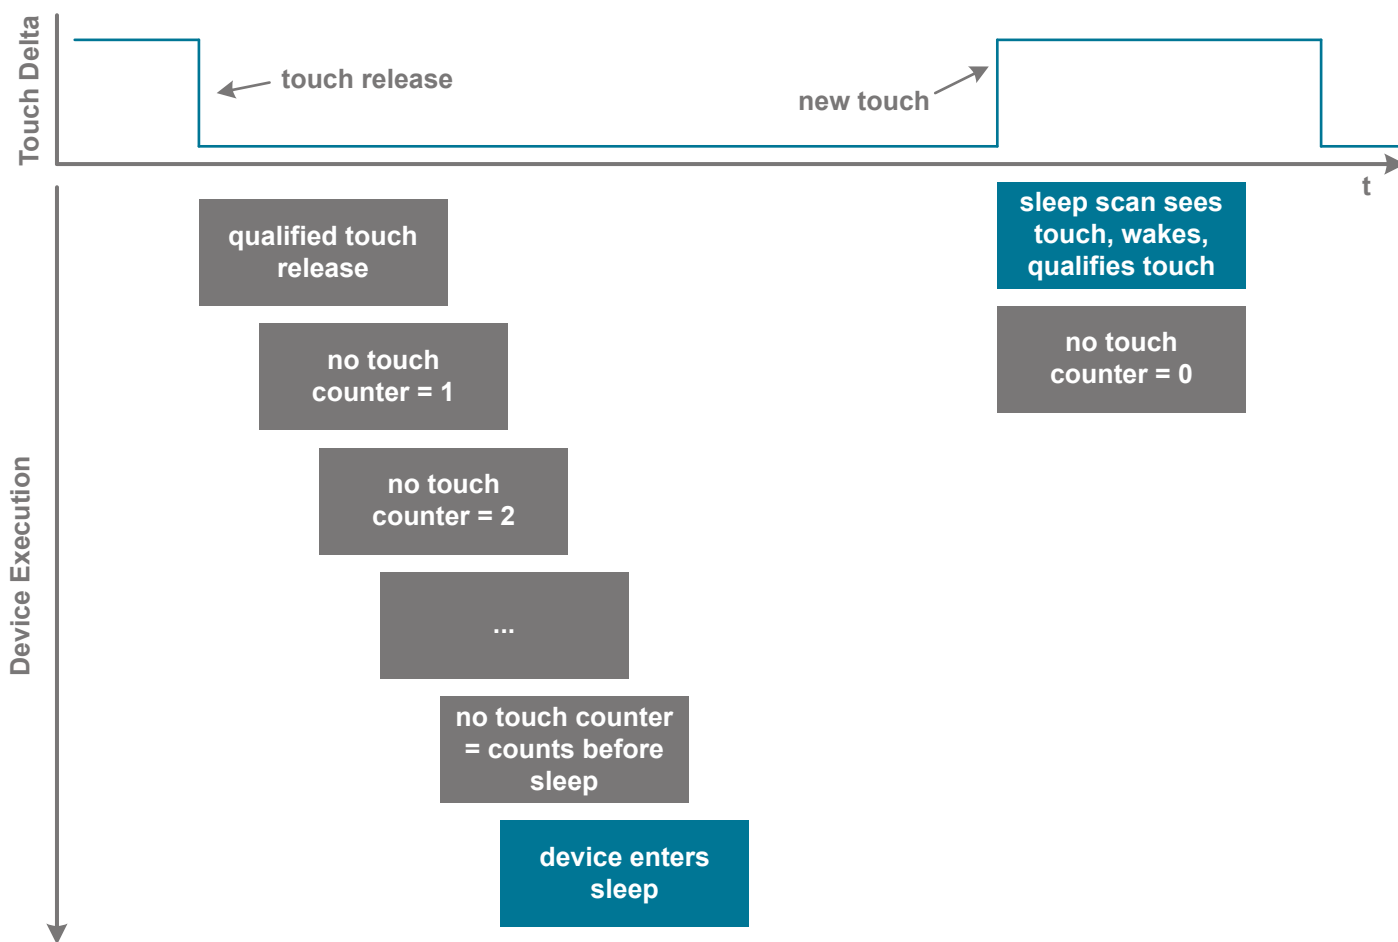 Touch Delta
touch release
new touch
t
Device Execution
qualified touch
release
no touch
counter = 1
no touch
counter = 2
...
no touch counter
= counts before
sleep
device enters
sleep
sleep scan sees
touch, wakes,
qualifies touch
no touch
counter = 0